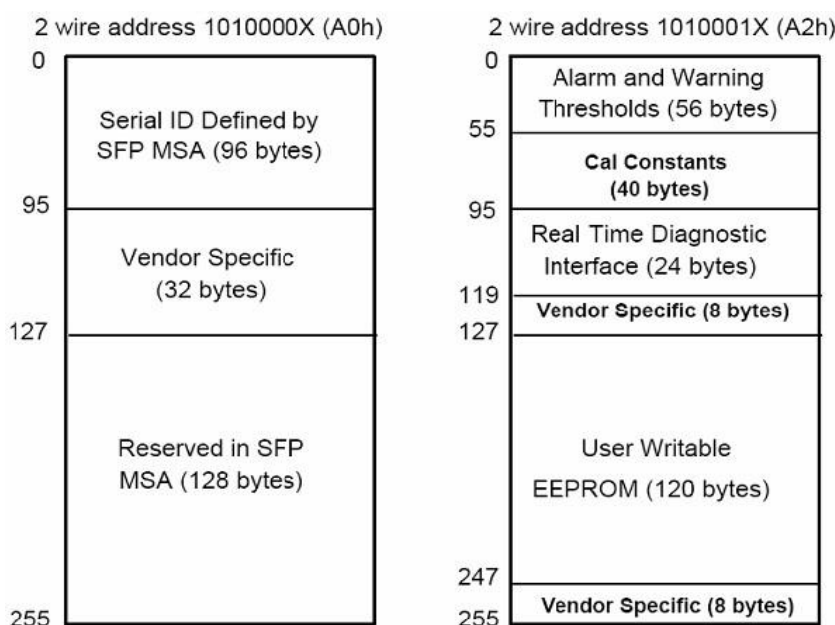 2 wire address 1010000X (A0h)
0
Serial ID Defined by
SFP MSA (96 bytes)
95
Vendor Specific
(32 bytes)
127
Reserved in SFP
MSA (128 bytes)
255
2 wire address 1010001X (A2h)
0
Alarm and Warning
Thresholds (56 bytes)
55
Cal Constants
(40 bytes)
95
Real Time Diagnostic
Interface (24 bytes)
119
Vendor Specific (8 bytes)
127
User Writable
EEPROM (120 bytes)
247
Vendor Specific (8 bytes)
255